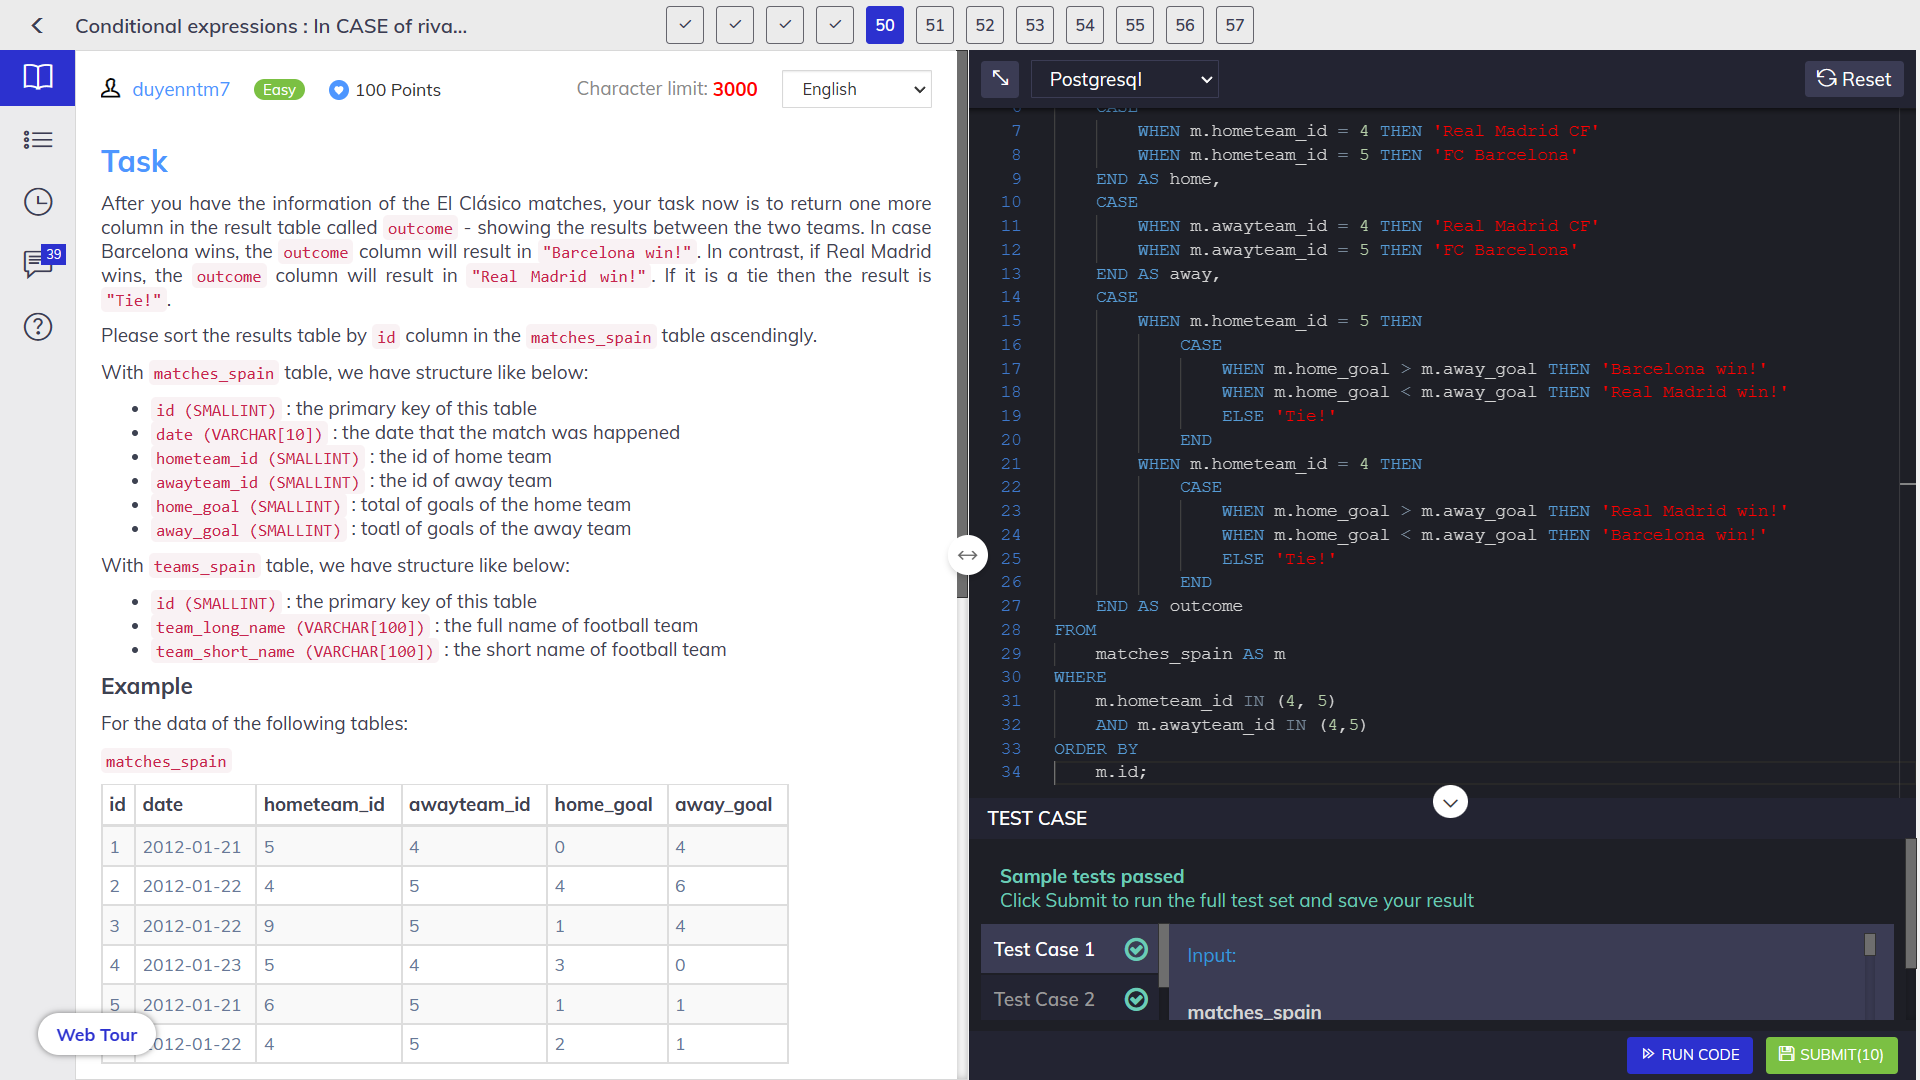 Conditional expressions : In CASE of riva...
50 51 52 53 54 55 56 57
duyenntm7 Easy 100 Points Character limit: 3000 English
Task
After you have the information of the El Clásico matches, your task now is to return one more
column in the result table called outcome - showing the results between the two teams. In case
Barcelona wins, the outcome column will result in "Barcelona win!". In contrast, if Real Madrid
wins, the outcome column will result in "Real Madrid win!". If it is a tie then the result is
"Tie!".
Please sort the results table by id column in the matches_spain table ascendingly.
With matches_spain table, we have structure like below:
• id (SMALLINT) : the primary key of this table
• date (VARCHAR[10]) : the date that the match was happened
• hometeam_id (SMALLINT) : the id of home team
• awayteam_id (SMALLINT) : the id of away team
• home_goal (SMALLINT) : total of goals of the home team
• away_goal (SMALLINT) : toatl of goals of the away team
With teams_spain table, we have structure like below:
• id (SMALLINT) : the primary key of this table
• team_long_name (VARCHAR[100]) : the full name of football team
• team_short_name (VARCHAR[100]) : the short name of football team
Example
For the data of the following tables:
matches_spain
id date hometeam_id awayteam_id home_goal away_goal
1 2012-01-21 5 4 0 4
2 2012-01-22 4 5 4 6
3 2012-01-22 9 5 1 4
4 2012-01-23 5 4 3 0
5 2012-01-21 6 5 1 1
012-01-22 4 5 2 1
39
Web Tour
Postgresql Reset
6 CASE
7 WHEN m.hometeam_id = 4 THEN 'Real Madrid CF'
8 WHEN m.hometeam_id = 5 THEN 'FC Barcelona'
9 END AS home,
10 CASE
11 WHEN m.awayteam_id = 4 THEN 'Real Madrid CF'
12 WHEN m.awayteam_id = 5 THEN 'FC Barcelona'
13 END AS away,
14 CASE
15 WHEN m.hometeam_id = 5 THEN
16 CASE
17 WHEN m.home_goal > m.away_goal THEN 'Barcelona win!'
18 WHEN m.home_goal < m.away_goal THEN 'Real Madrid win!'
19 ELSE 'Tie!'
20 END
21 WHEN m.hometeam_id = 4 THEN
22 CASE
23 WHEN m.home_goal > m.away_goal THEN 'Real Madrid win!'
24 WHEN m.home_goal < m.away_goal THEN 'Barcelona win!'
25 ELSE 'Tie!'
26 END
27 END AS outcome
28 FROM
29 matches_spain AS m
30 WHERE
31 m.hometeam_id IN (4, 5)
32 AND m.awayteam_id IN (4,5)
33 ORDER BY
34 m.id;
TEST CASE
Sample tests passed
Click Submit to run the full test set and save your result
Test Case 1
Test Case 2
Input:
matches_spain
RUN CODE SUBMIT(10)